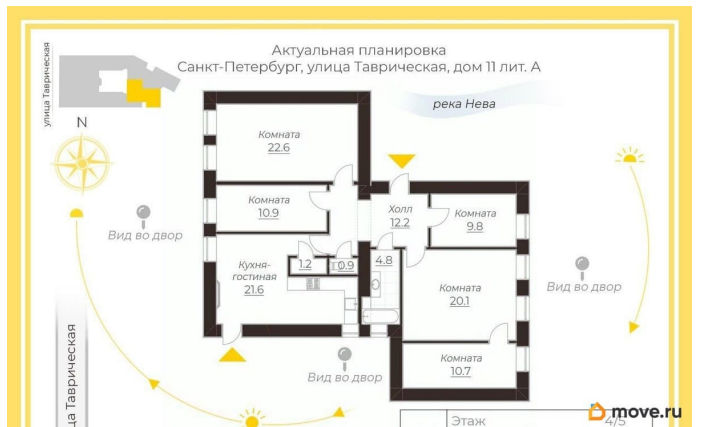 Актуальная планировка
Санкт-Петербург, улица Таврическая, дом 11 лит. А
улица Таврическая
N
река Нева
Комната
22.6
Комната
10.9
Холл
12.2
Комната
9.8
Вид во двор
Кухня-
гостиная
21.6
1.2
0.9
4.8
Комната
20.1
Вид во двор
Комната
10.7
Вид во двор
ца Таврическая
Этаж
4/5
move.ru